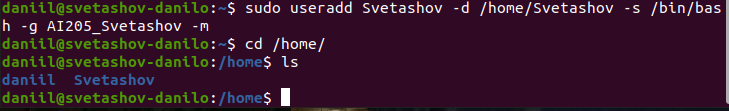 daniil@svetashov-danilo:~$ sudo useradd Svetashov -d /home/Svetashov -s /bin/bas
h -g AI205_Svetashov -m
daniil@svetashov-danilo:~$ cd /home/
daniil@svetashov-danilo:/home$ ls
daniil  Svetashov
daniil@svetashov-danilo:/home$